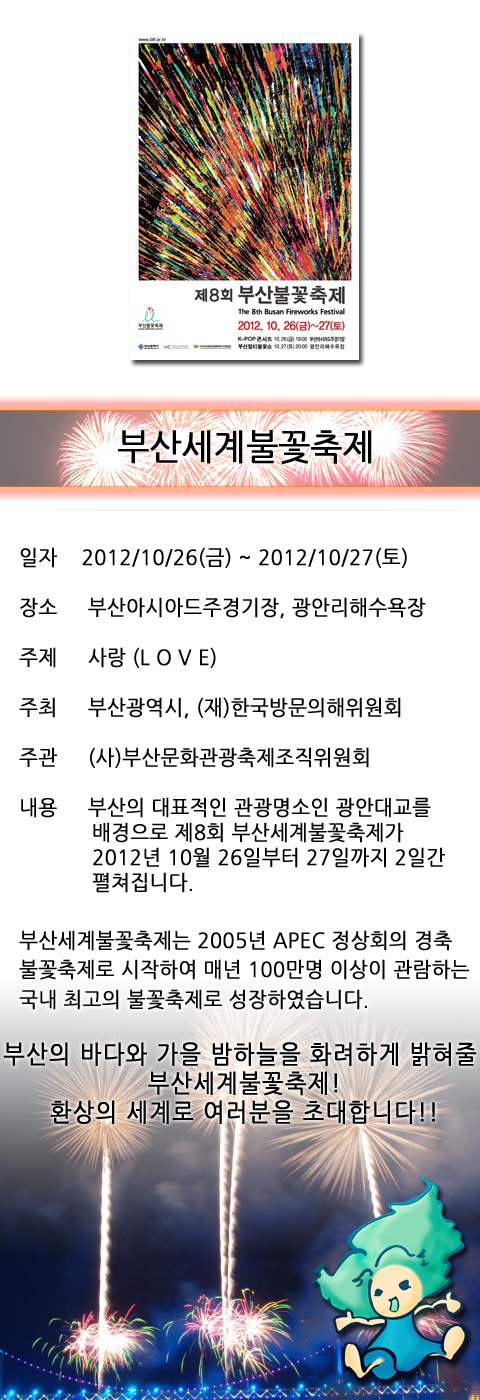 www.bff.or.kr
제8회 부산불꽃축제
The 8th Busan Fireworks Festival
2012. 10. 26(금)~27(토)
부산불꽃축제
K-POP 콘서트 10, 26(금) 19:00 부산아시아드주경기장
부산멀티불꽃쇼 10, 27(토) 20:00 광안리해수욕장
부산세계불꽃축제
일자 2012/10/26(금) ~ 2012/10/27(토)
장소 부산아시아드주경기장, 광안리해수욕장
주제 사랑 (L O V E)
주최 부산광역시, (재)한국방문의해위원회
주관 (사)부산문화관광축제조직위원회
내용 부산의 대표적인 관광명소인 광안대교를
배경으로 제8회 부산세계불꽃축제가
2012년 10월 26일부터 27일까지 2일간
펼쳐집니다.
부산세계불꽃축제는 2005년 APEC 정상회의 경축
불꽃축제로 시작하여 매년 100만명 이상이 관람하는
국내 최고의 불꽃축제로 성장하였습니다.
부산의 바다와 가을 밤하늘을 화려하게 밝혀줄
부산세계불꽃축제!
환상의 세계로 여러분을 초대합니다!!